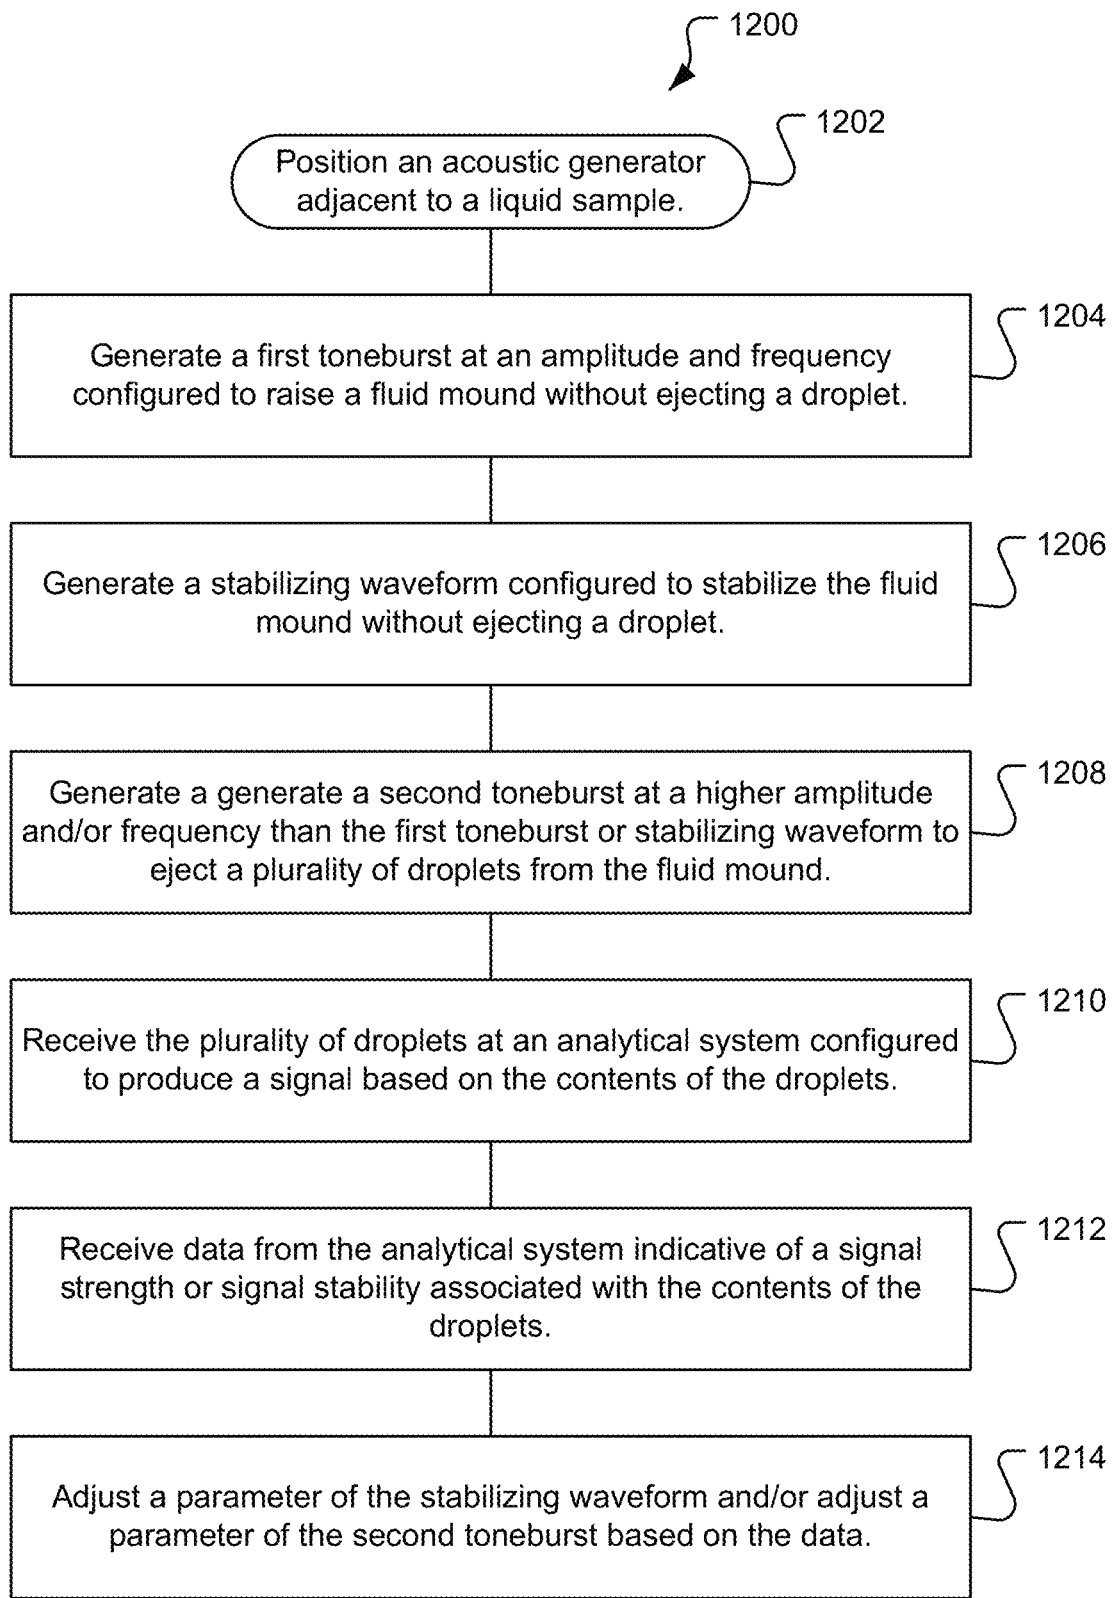 1200
1202
Position an acoustic generator
adjacent to a liquid sample.
1204
Generate a first toneburst at an amplitude and frequency
configured to raise a fluid mound without ejecting a droplet.
1206
Generate a stabilizing waveform configured to stabilize the fluid
mound without ejecting a droplet.
1208
Generate a generate a second toneburst at a higher amplitude
and/or frequency than the first toneburst or stabilizing waveform to
eject a plurality of droplets from the fluid mound.
1210
Receive the plurality of droplets at an analytical system configured
to produce a signal based on the contents of the droplets.
1212
Receive data from the analytical system indicative of a signal
strength or signal stability associated with the contents of the
droplets.
1214
Adjust a parameter of the stabilizing waveform and/or adjust a
parameter of the second toneburst based on the data.